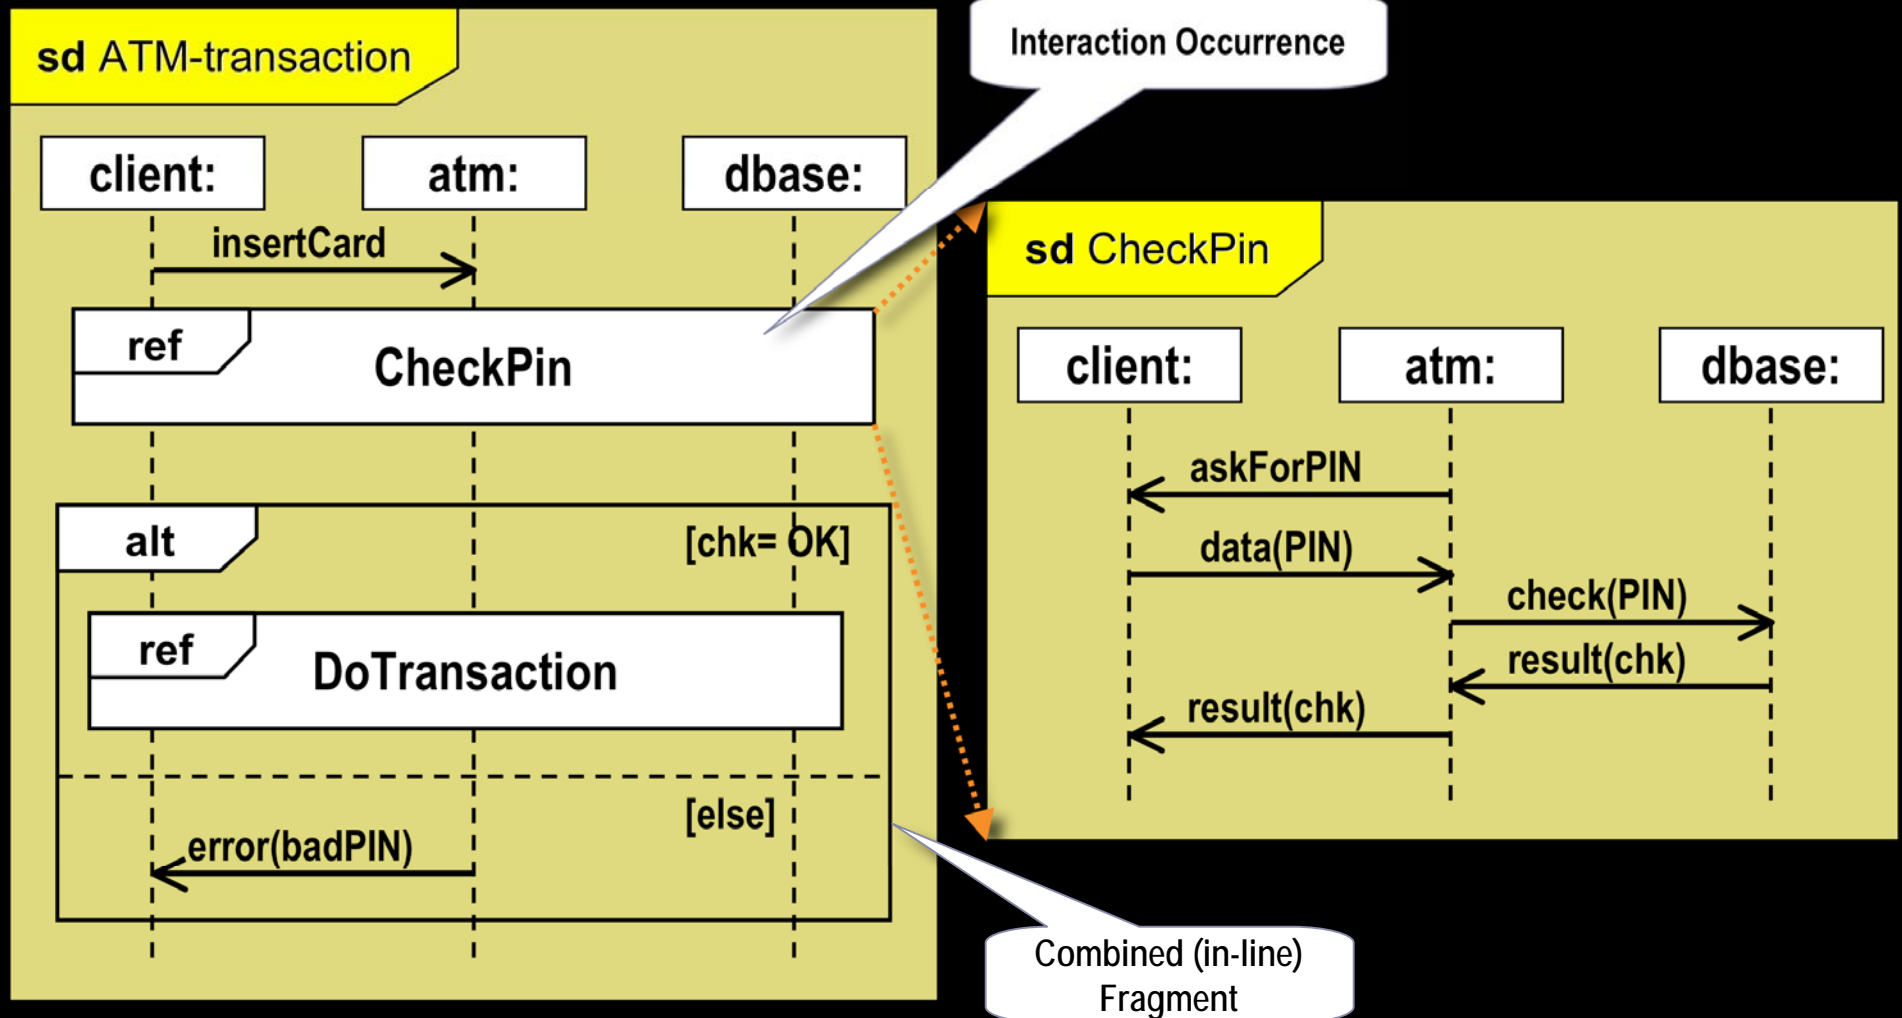 sd ATM-transaction
Interaction Occurrence
client:
atm:
dbase:
insertCard
ref
CheckPin
alt
[chk= OK]
ref
DoTransaction
[else]
error(badPIN)
sd CheckPin
client:
atm:
dbase:
askForPIN
data(PIN)
check(PIN)
result(chk)
result(chk)
Combined (in-line)
Fragment